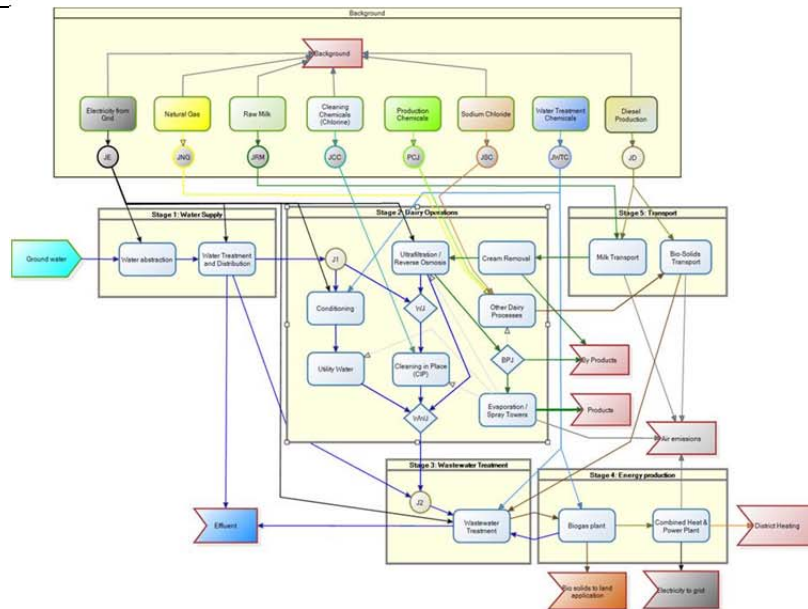 Background
Background
Electricity from
Grid
Natural Gas
Raw Milk
Cleaning
Chemicals
(Chlorine)
Production
Chemicals
Sodium Chloride
Water Treatment
Chemicals
Diesel
Production
JE
JNG
JRM
JCC
PCJ
JSC
JWTC
JD
Stage 1: Water Supply
Stage 2: Dairy Operations
Stage 5: Transport
Ground water
Water abstraction
Water Treatment
and Distribution
J1
Ultrafiltration /
Reverse Osmosis
Cream Removal
Milk Transport
Bio-Solids
Transport
Conditioning
WJ
Other Dairy
Processes
Utility Water
Cleaning in Place
(CIP)
BPJ
By Products
Evaporation /
Spray Towers
Products
WWJ
Air emissions
Stage 3: Wastewater Treatment
Stage 4: Energy production
J2
Effluent
Wastewater
Treatment
Biogas plant
Combined Heat &
Power Plant
District Heating
Bio solids to land
application
Electricity to grid